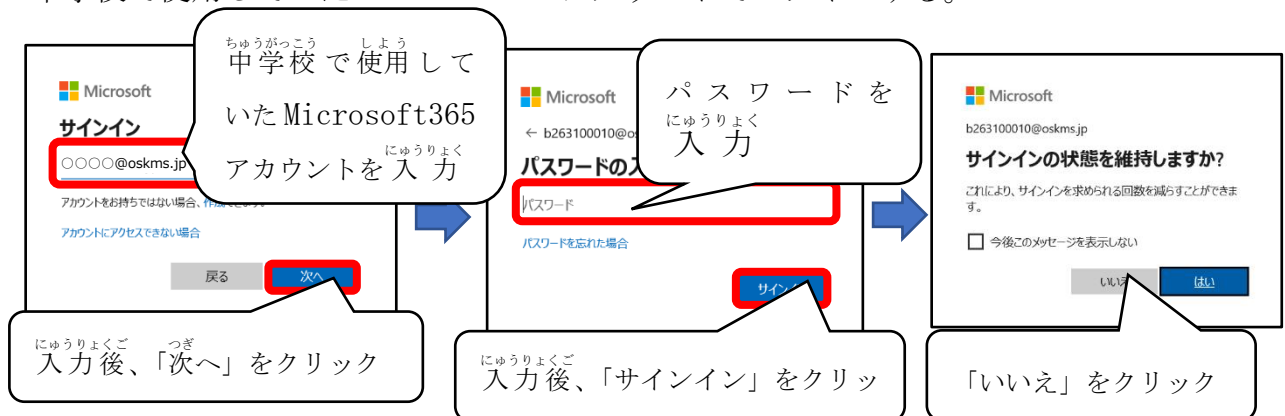 ちゅうがっこう しよう
中学校で使用して
いたMicrosoft365
にゅうりょく
アカウントを入力
Microsoft
サインイン
○○○○@oskms.jp
アカウントをお持ちではない場合、
アカウントにアクセスできない場合
戻る 次へ
にゅうりょくご つぎ
入力後、「次へ」をクリック
パスワードを
にゅうりょく
入力
Microsoft
← b263100010@os
パスワードの入
パスワード
パスワードを忘れた場合
サインイ
にゅうりょくご
入力後、「サインイン」をクリッ
Microsoft
b263100010@oskms.jp
サインインの状態を維持しますか?
これにより、サインインを求められる回数を減らすことができま
す。
今後このメッセージを表示しない
いいえ はい
「いいえ」をクリック